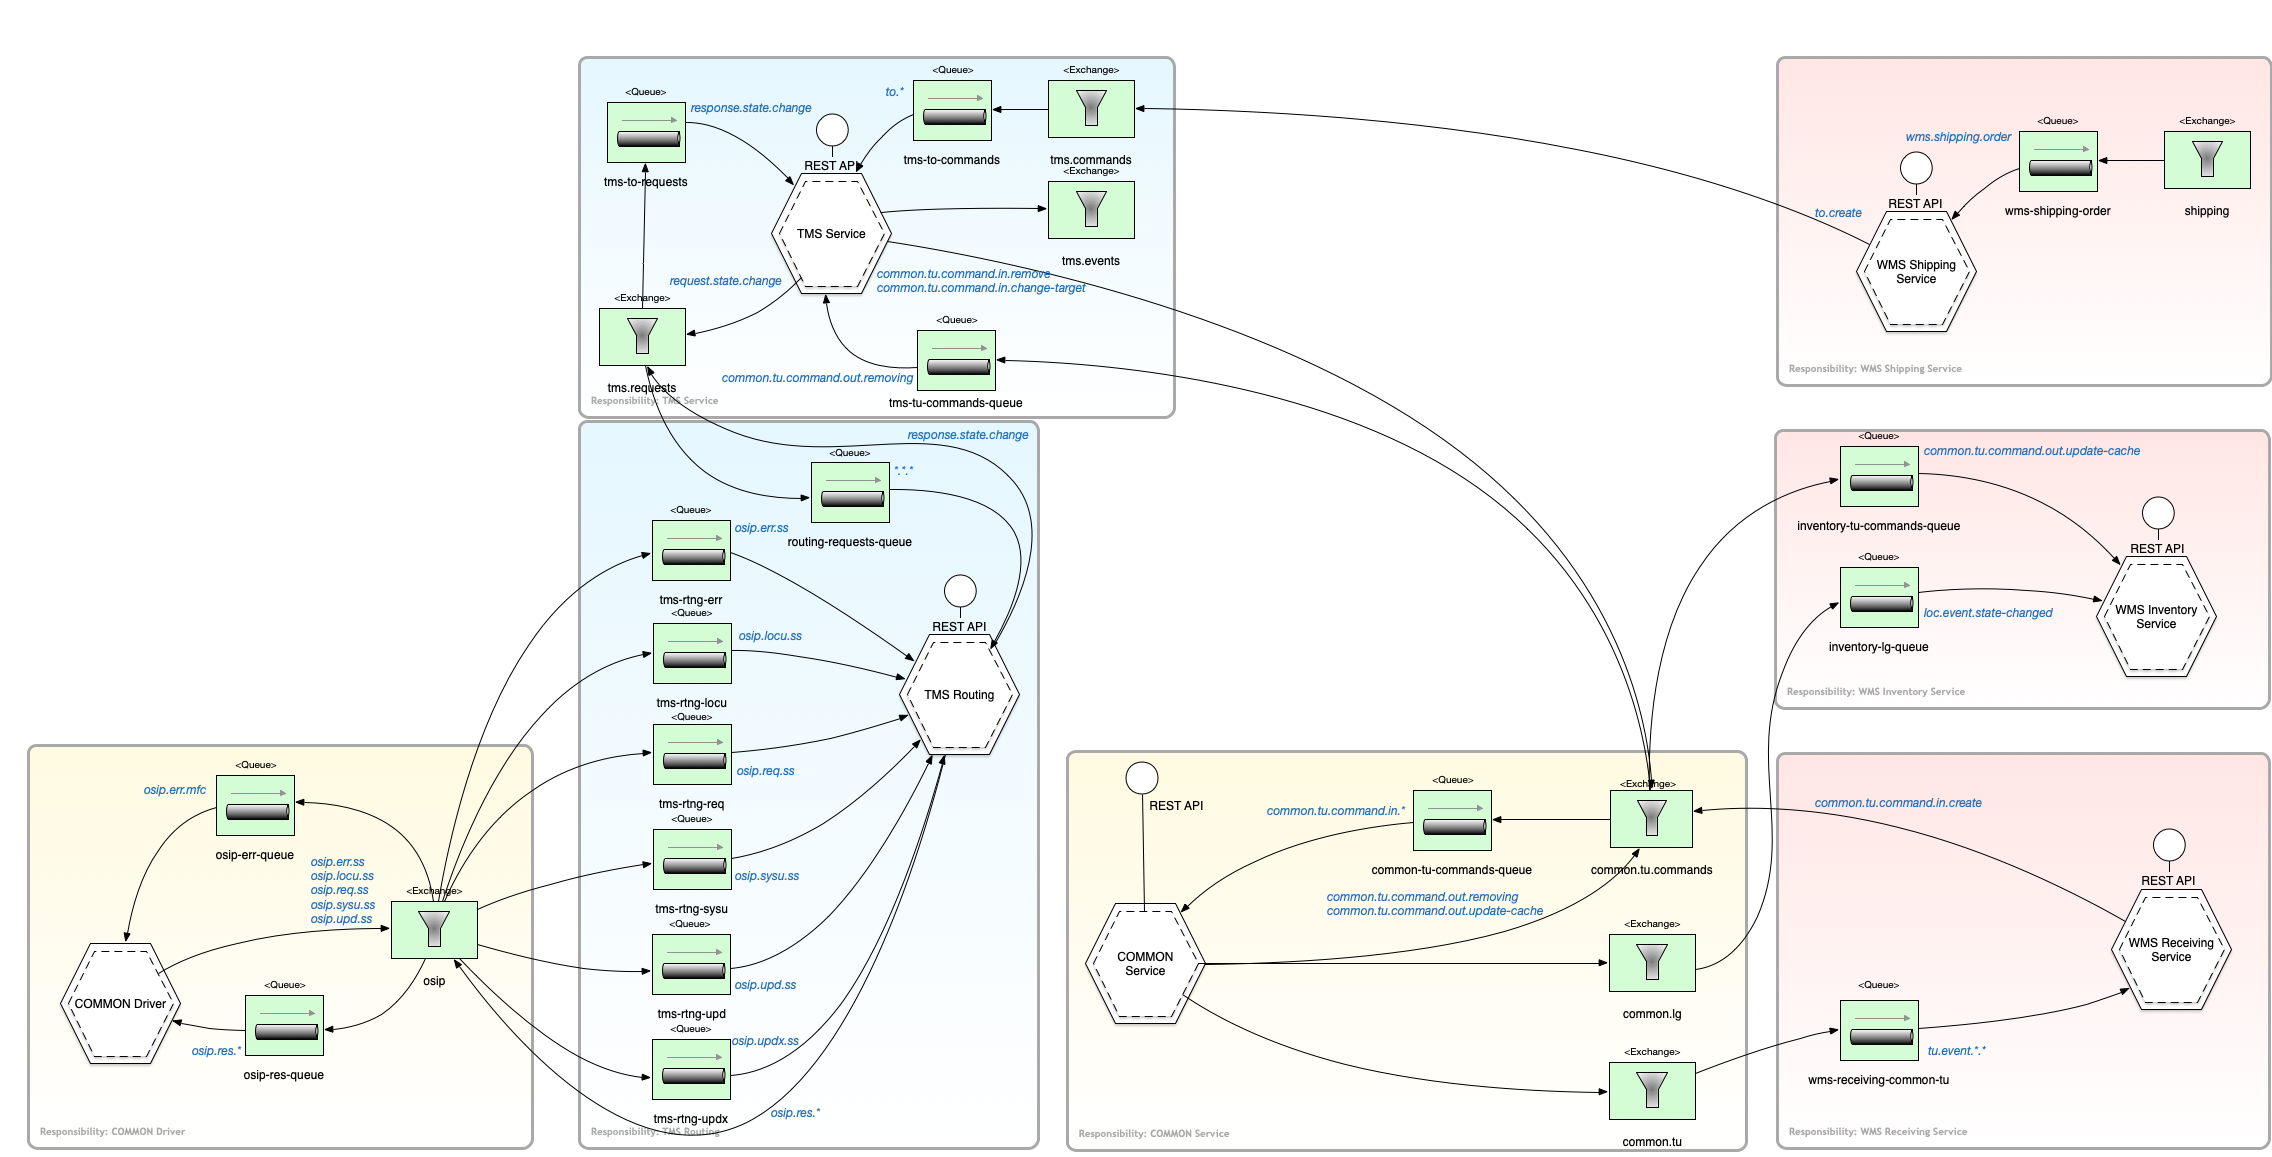 <Queue>
response.state.change
tms-to-requests
REST API
TMS Service
to.*
<Queue>
tms-to-commands
<Exchange>
tms.commands
<Exchange>
tms.events
request.state.change
common.tu.command.in.remove
common.tu.command.in.change-target
<Exchange>
tms.requests
<Queue>
common.tu.command.out.removing
tms-tu-commands-queue
Responsibility: TMS Service
to.create
REST API
WMS Shipping
Service
wms.shipping.order
<Queue>
wms-shipping-order
<Exchange>
shipping
Responsibility: WMS Shipping Service
response.state.change
<Queue>
*.*.*
routing-requests-queue
<Queue>
osip.err.ss
tms-rtng-err
<Queue>
osip.locu.ss
tms-rtng-locu
<Queue>
osip.req.ss
tms-rtng-req
<Queue>
osip.sysu.ss
tms-rtng-sysu
<Queue>
osip.upd.ss
tms-rtng-upd
<Queue>
osip.updx.ss
tms-rtng-updx
osip.res.*
REST API
TMS Routing
Responsibility: TMS Routing
<Queue>
common.tu.command.out.update-cache
inventory-tu-commands-queue
<Queue>
loc.event.state-changed
inventory-lg-queue
REST API
WMS Inventory
Service
Responsibility: WMS Inventory Service
<Queue>
osip.err.mfc
osip-err-queue
osip.err.ss
osip.locu.ss
osip.req.ss
osip.sysu.ss
osip.upd.ss
<Exchange>
osip
COMMON Driver
<Queue>
osip.res.*
osip-res-queue
Responsibility: COMMON Driver
REST API
COMMON
Service
common.tu.command.in.*
<Queue>
common-tu-commands-queue
<Exchange>
common.tu.commands
common.tu.command.out.removing
common.tu.command.out.update-cache
<Exchange>
common.lg
<Exchange>
common.tu
Responsibility: COMMON Service
common.tu.command.in.create
REST API
WMS Receiving
Service
<Queue>
tu.event.*.*
wms-receiving-common-tu
Responsibility: WMS Receiving Service